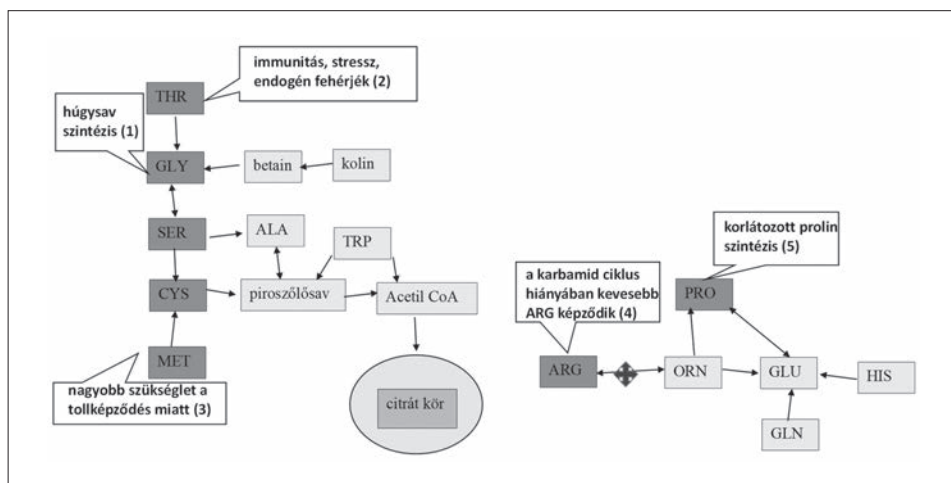 immunitás, stressz,
endogén fehérjék (2)
THR
húgysav
szintézis (1)
GLY
betain
kolin
SER
ALA
TRP
CYS
piroszőlősav
Acetil CoA
MET
nagyobb szükséglet a
tollképződés miatt (3)
citrát kör
korlátozott prolin
szintézis (5)
a karbamid ciklus
hiányában kevesebb
ARG képződik (4)
PRO
ARG
ORN
GLU
HIS
GLN